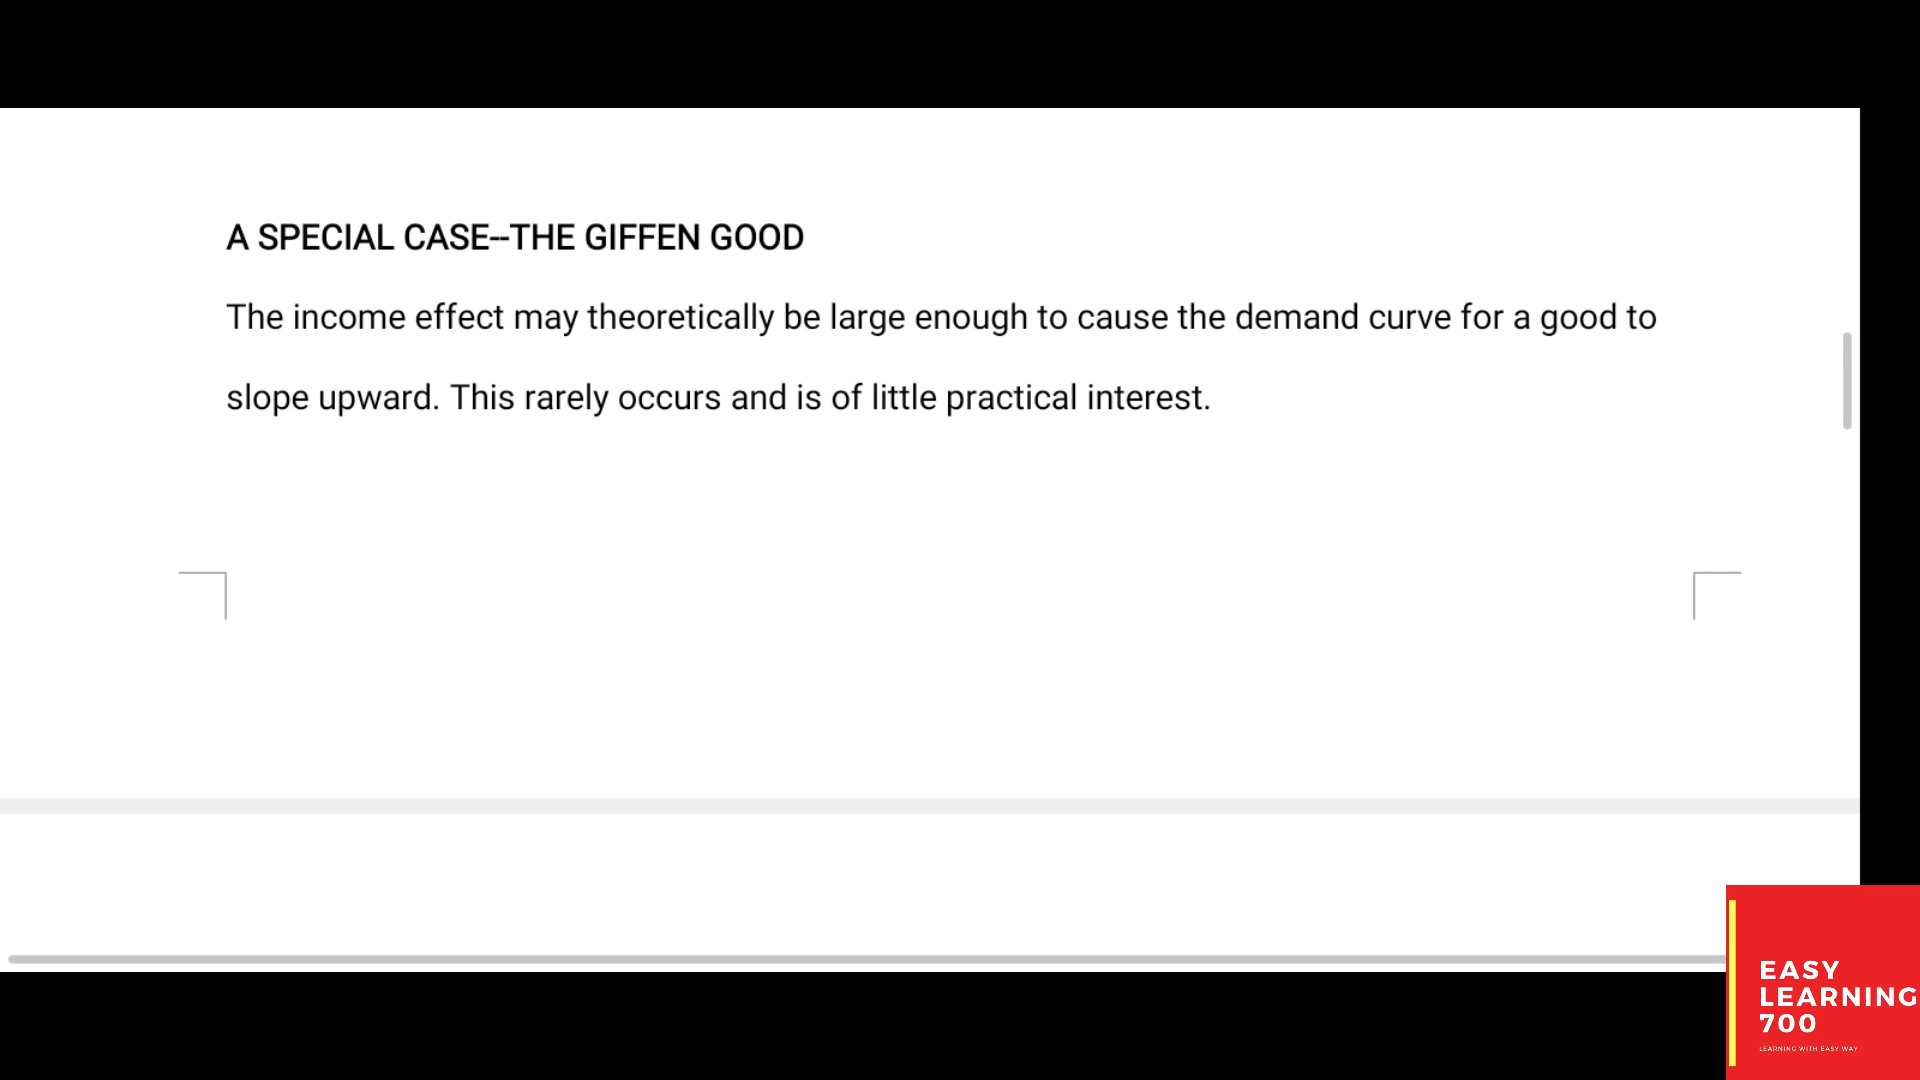 A SPECIAL CASE--THE GIFFEN GOOD
The income effect may theoretically be large enough to cause the demand curve for a good to
slope upward. This rarely occurs and is of little practical interest.
EASY
LEARNING
700
LEARNING WITH EASY WAY